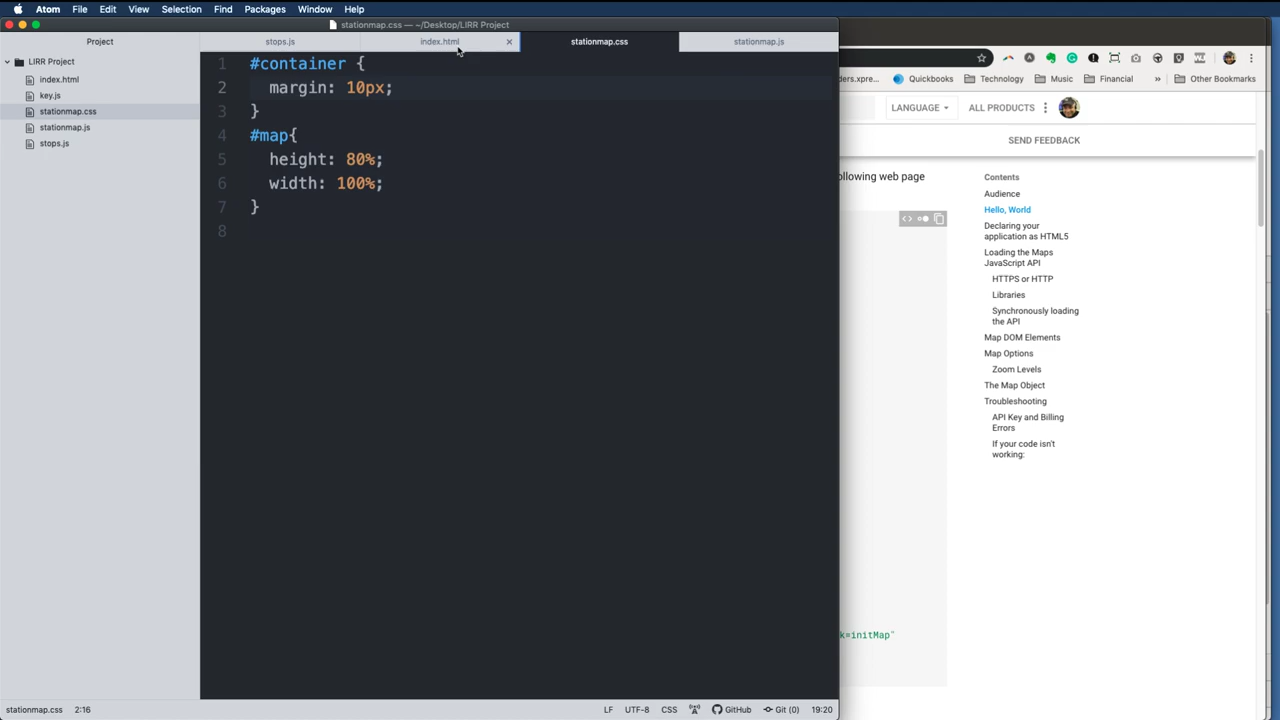 Atom File Edit View Selection Find Packages Window Help
stationmap.css — ~/Desktop/LIRR Project
Project
stops.js
index.html
stationmap.css
stationmap.js
LIRR Project
index.html
key.js
stationmap.css
stationmap.js
stops.js
1 #container {
2 margin: 10px;
3 }
4 #map{
5 height: 80%;
6 width: 100%;
7 }
8
ders.xpre...
Quickbooks
Technology
Music
Financial
»
Other Bookmarks
LANGUAGE
ALL PRODUCTS
SEND FEEDBACK
ollowing web page
Contents
Audience
Hello, World
Declaring your
application as HTML5
Loading the Maps
JavaScript API
HTTPS or HTTP
Libraries
Synchronously loading
the API
Map DOM Elements
Map Options
Zoom Levels
The Map Object
Troubleshooting
API Key and Billing
Errors
If your code isn't
working:
k=initMap"
stationmap.css 2:16
LF UTF-8 CSS GitHub Git (0) 19:20